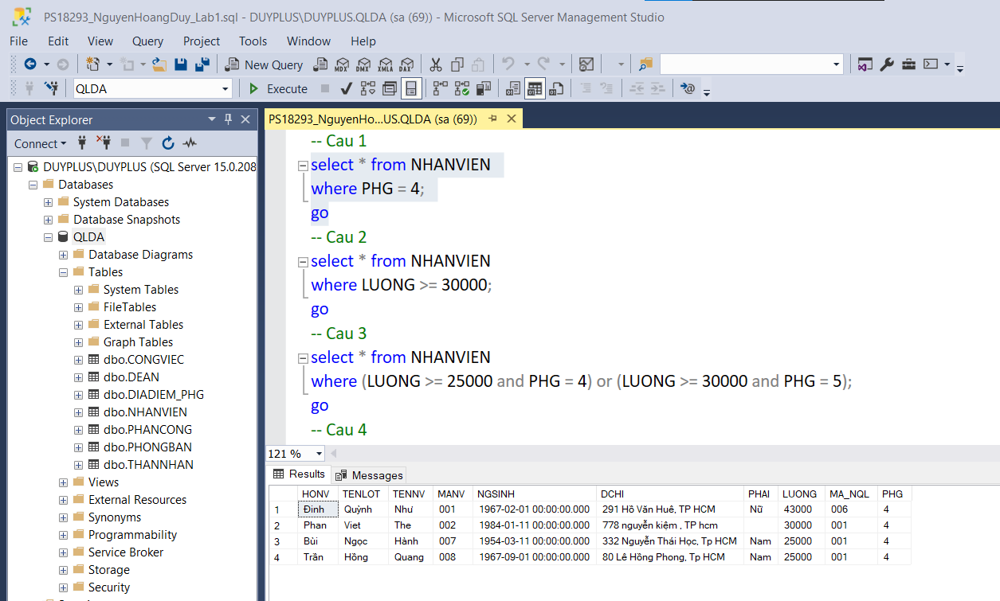 PS18293_NguyenHoangDuy_Lab1.sql - DUYPLUS\DUYPLUS.QLDA (sa (69)) - Microsoft SQL Server Management Studio
File Edit View Query Project Tools Window Help
New Query MDX DMX XMLA DAX
QLDA Execute
Object Explorer
Connect
DUYPLUS\DUYPLUS (SQL Server 15.0.208
Databases
System Databases
Database Snapshots
QLDA
Database Diagrams
Tables
System Tables
FileTables
External Tables
Graph Tables
dbo.CONGVIEC
dbo.DEAN
dbo.DIADIEM_PHG
dbo.NHANVIEN
dbo.PHANCONG
dbo.PHONGBAN
dbo.THANNHAN
Views
External Resources
Synonyms
Programmability
Service Broker
Storage
Security
PS18293_NguyenHo...US.QLDA (sa (69))
-- Cau 1
select * from NHANVIEN
where PHG = 4;
go
-- Cau 2
select * from NHANVIEN
where LUONG >= 30000;
go
-- Cau 3
select * from NHANVIEN
where (LUONG >= 25000 and PHG = 4) or (LUONG >= 30000 and PHG = 5);
go
-- Cau 4
121 %
Results Messages
HONV TENLOT TENNV MANV NGSINH DCHI PHAI LUONG MA_NQL PHG
1 Đinh Quỳnh Như 001 1967-02-01 00:00:00.000 291 Hồ Văn Huê, TP HCM Nữ 43000 006 4
2 Phan Viet The 002 1984-01-11 00:00:00.000 778 nguyễn kiệm , TP hcm 30000 001 4
3 Bùi Ngọc Hành 007 1954-03-11 00:00:00.000 332 Nguyễn Thái Học, Tp HCM Nam 25000 001 4
4 Trần Hồng Quang 008 1967-09-01 00:00:00.000 80 Lê Hồng Phong, Tp HCM Nam 25000 001 4